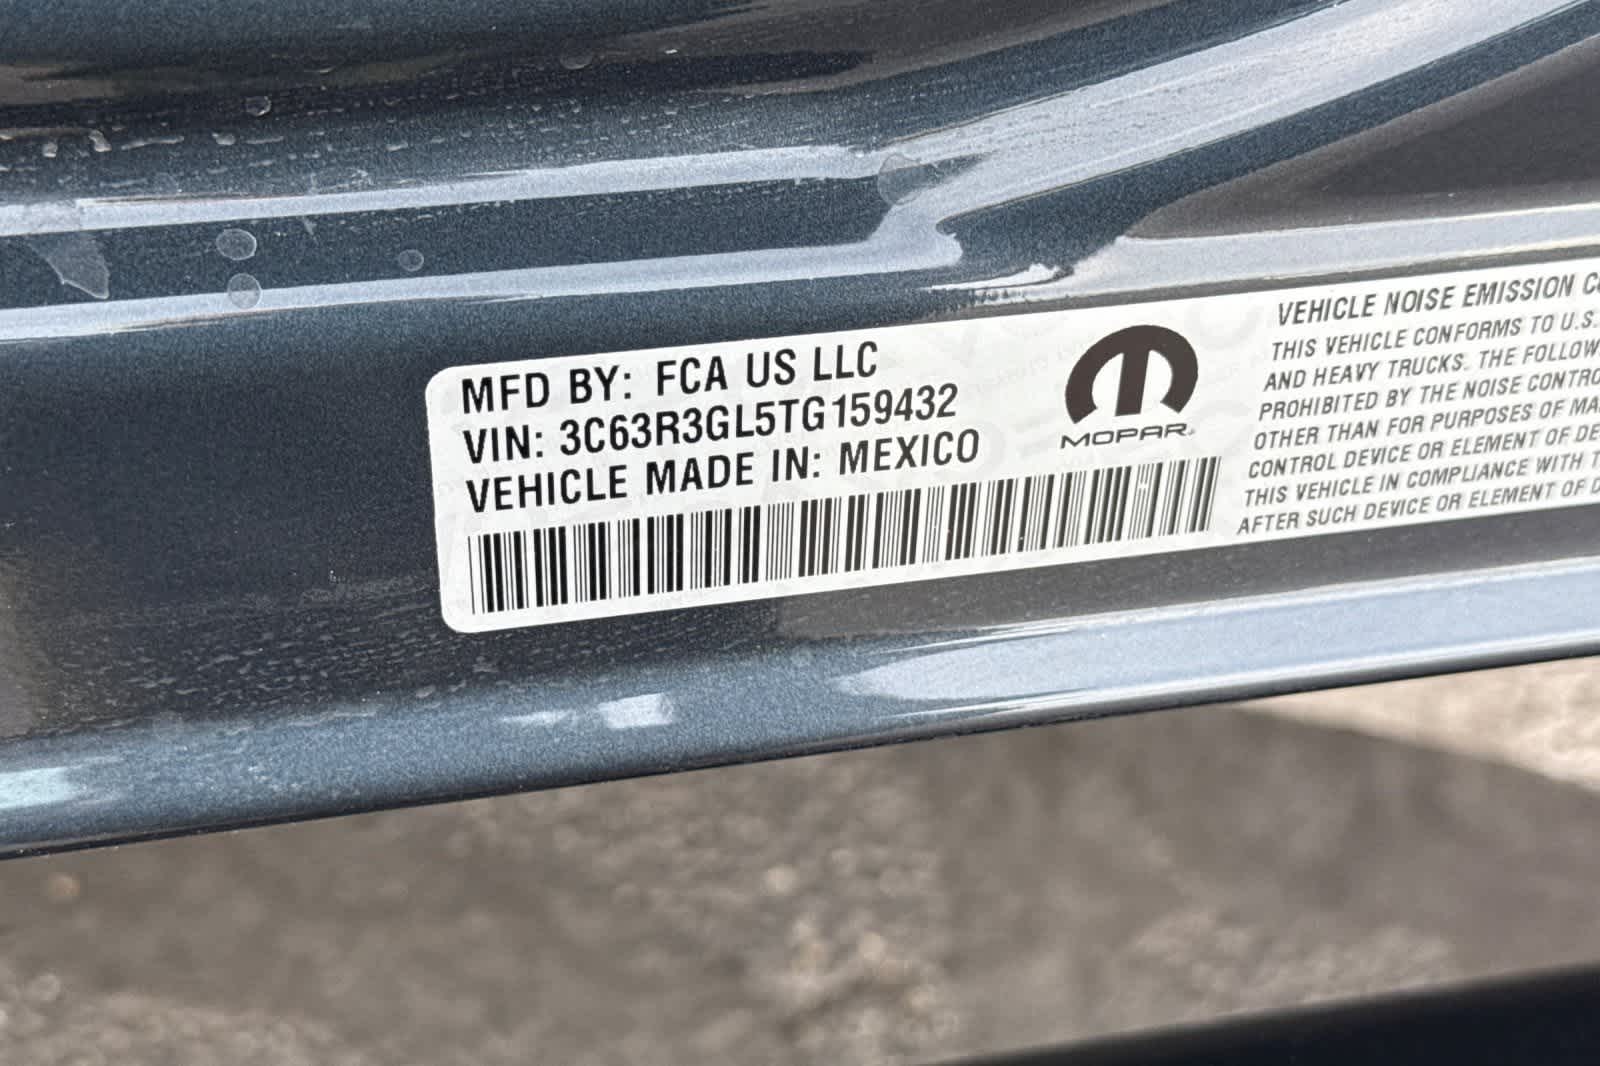 MFD BY: FCA US LLC
VIN: 3C63R3GL5TG159432
VEHICLE MADE IN: MEXICO
MOPAR
VEHICLE NOISE EMISSION
THIS VEHICLE CONFORMS TO U.S.
AND HEAVY TRUCKS. THE
PROHIBITED BY THE NOISE
OTHER THAN FOR PURPOSES OF
CONTROL DEVICE OR ELEMENT OF
THIS VEHICLE IN COMPLIANCE WITH
AFTER SUCH DEVICE OR ELEMENT OF